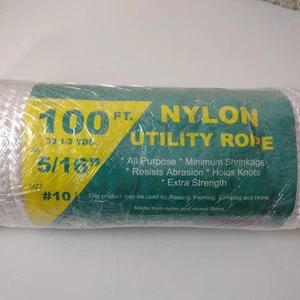 100 FT.
33 1/3 YDS.
5/16"
SIZE
#10
NYLON
UTILITY ROPE
* All Purpose * Minimum Shrinkage
* Resists Abrasion * Holds Knots
* Extra Strength
This product may be used for Boating, Farming, Camping and Home.
Made from nylon and mixed fibers.